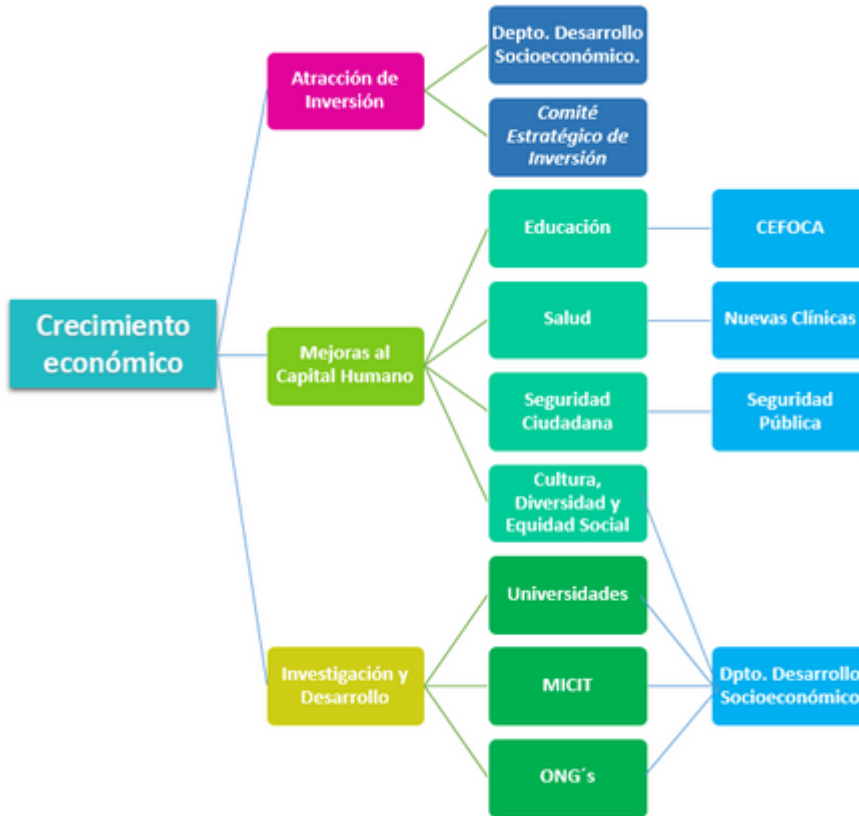 Depto. Desarrollo
Socioeconómico.
Atracción de
Inversión
Comité
Estratégico de
Inversión
Educación
CEFOCA
Crecimiento
económico
Mejoras al
Capital Humano
Salud
Nuevas Clínicas
Seguridad
Ciudadana
Seguridad
Pública
Cultura,
Diversidad y
Equidad Social
Universidades
Investigación y
Desarrollo
MICIT
Dpto. Desarrollo
Socioeconómico
ONG´s